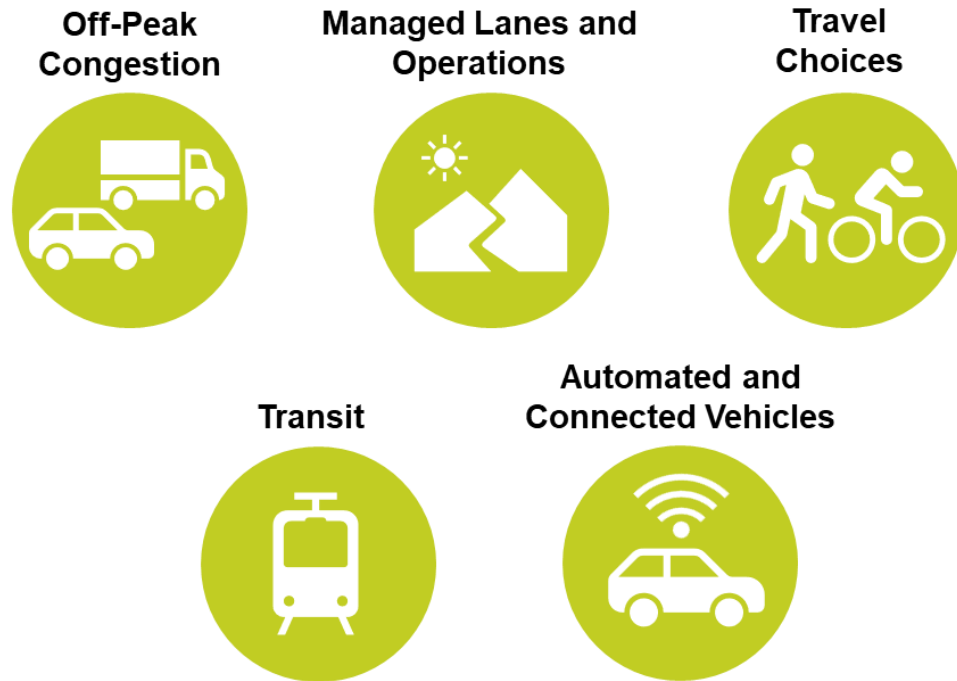 Off-Peak
Congestion
Managed Lanes and
Operations
Travel
Choices
Transit
Automated and
Connected Vehicles